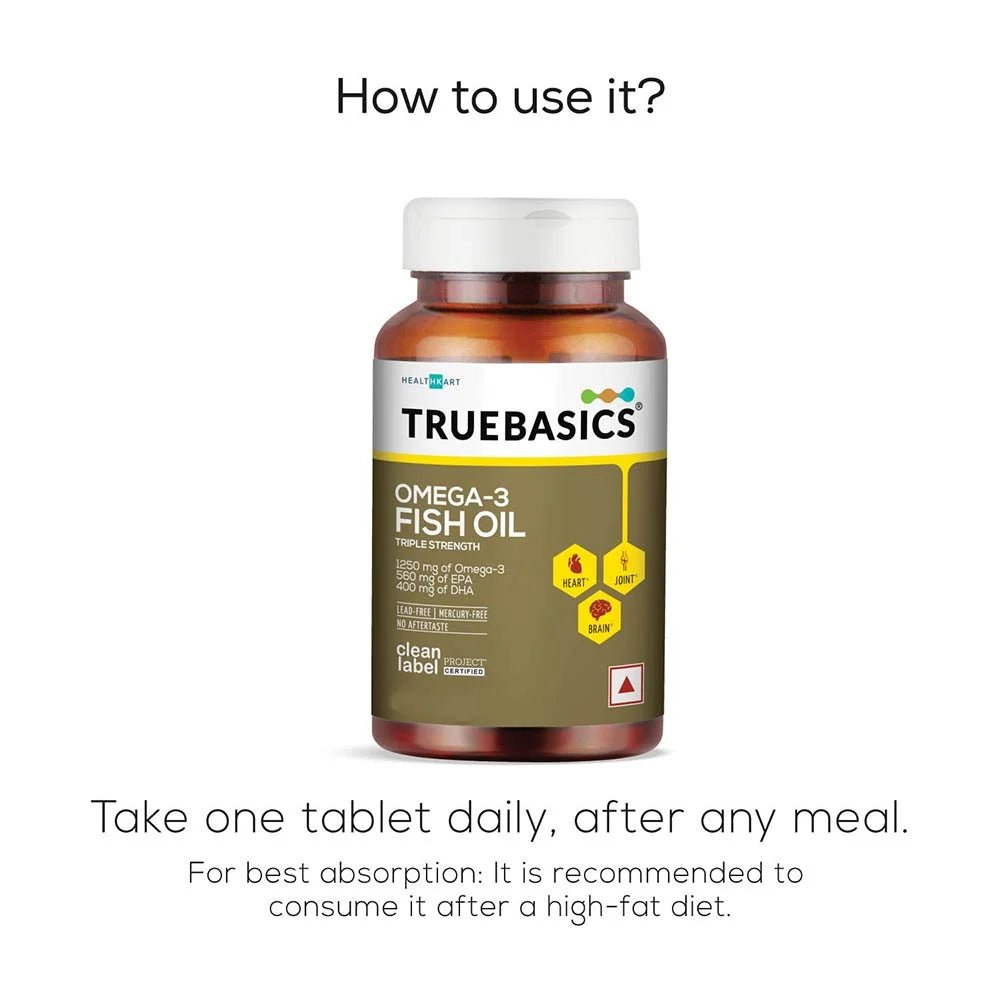 How to use it?
HEALTHKART
TRUEBASICS®
OMEGA-3
FISH OIL
TRIPLE STRENGTH
1250 mg of Omega-3
560 mg of EPA
400 mg of DHA
LEAD-FREE | MERCURY-FREE
NO AFTERTASTE
clean
label PROJECT
CERTIFIED
HEART*
JOINT*
BRAIN*
Take one tablet daily, after any meal.
For best absorption: It is recommended to
consume it after a high-fat diet.